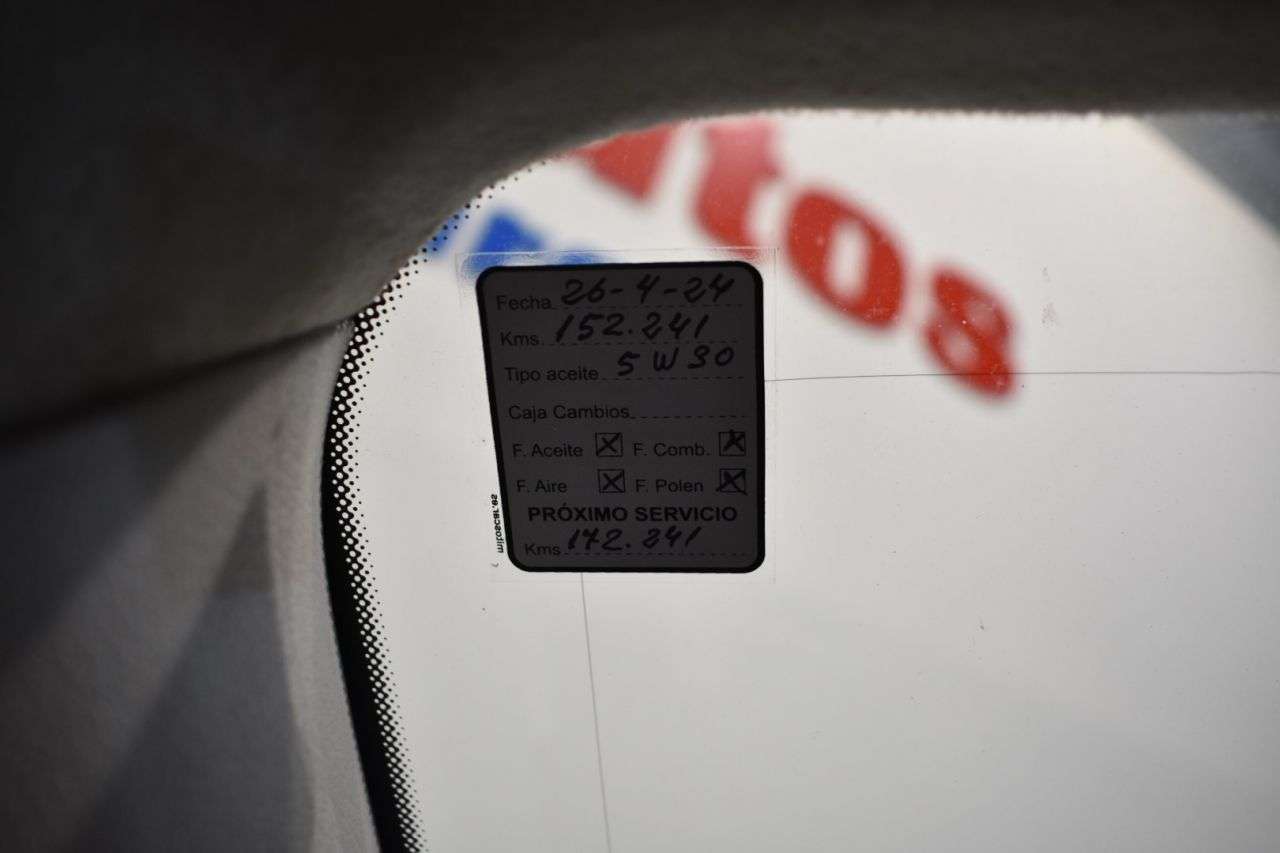 tos
Fecha 26-4-24
Kms. 152.241
Tipo aceite 5W30
Caja Cambios
F. Aceite ☒ F. Comb. ☒
F. Aire ☒ F. Polen ☒
PRÓXIMO SERVICIO
Kms 172.241